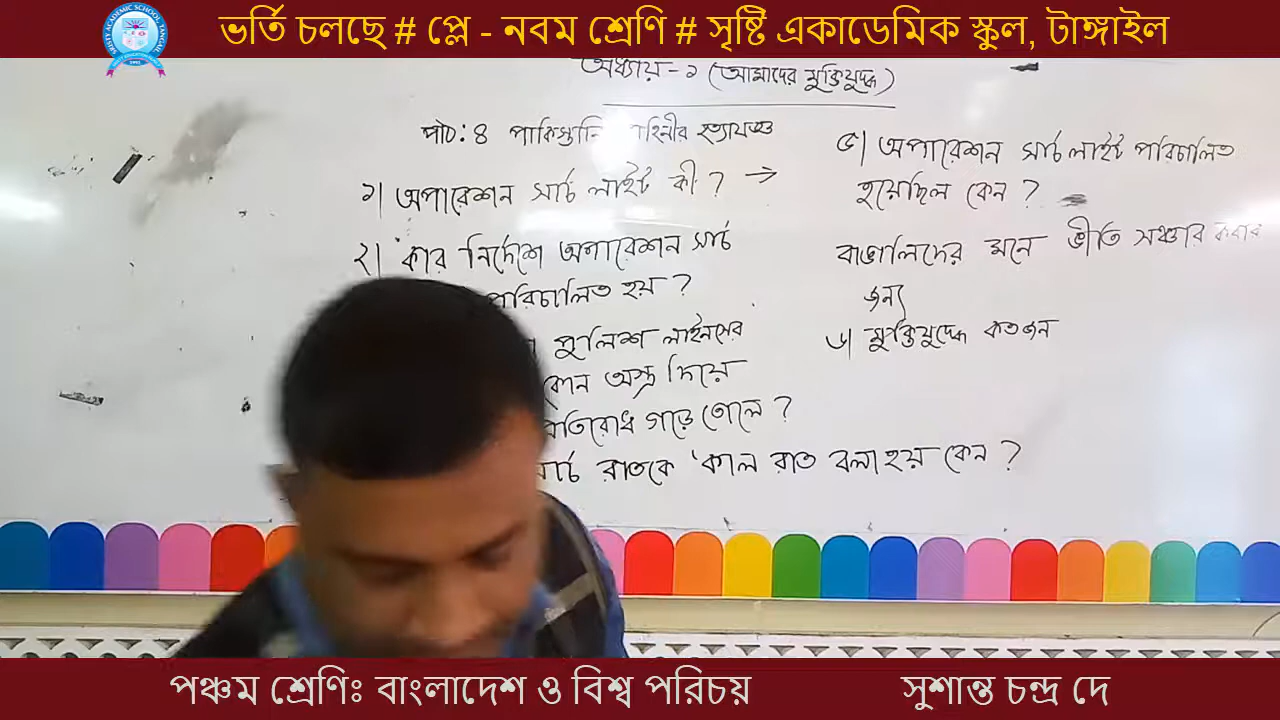 ভর্তি চলছে # প্লে - নবম শ্রেণি # সৃষ্টি একাডেমিক স্কুল, টাঙ্গাইল
অধ্যায় - ১ (আমাদের মুক্তিযুদ্ধ)
পাঠ: ৪ পাকিস্তানি হিনীর হত্যাযজ্ঞ
১| অপারেশন সার্চ লাইট কী ? →
২| কার নির্দেশে অপারেশন সার্চ
পরিচালিত হয় ?
পুলিশ লাইনসের
কোন অস্ত্র দিয়ে
প্রতিরোধ গড়ে তোলে ?
মার্চ রাতকে 'কাল রাত বলা হয় কেন ?
৫| অপারেশন সার্চ লাইট পরিচালিত
হয়েছিল কেন ?
বাঙালিদের মনে ভীতি সঞ্চার করার
জন্য
৬| মুক্তিযুদ্ধে কতজন
পঞ্চম শ্রেণিঃ বাংলাদেশ ও বিশ্ব পরিচয়
সুশান্ত চন্দ্র দে